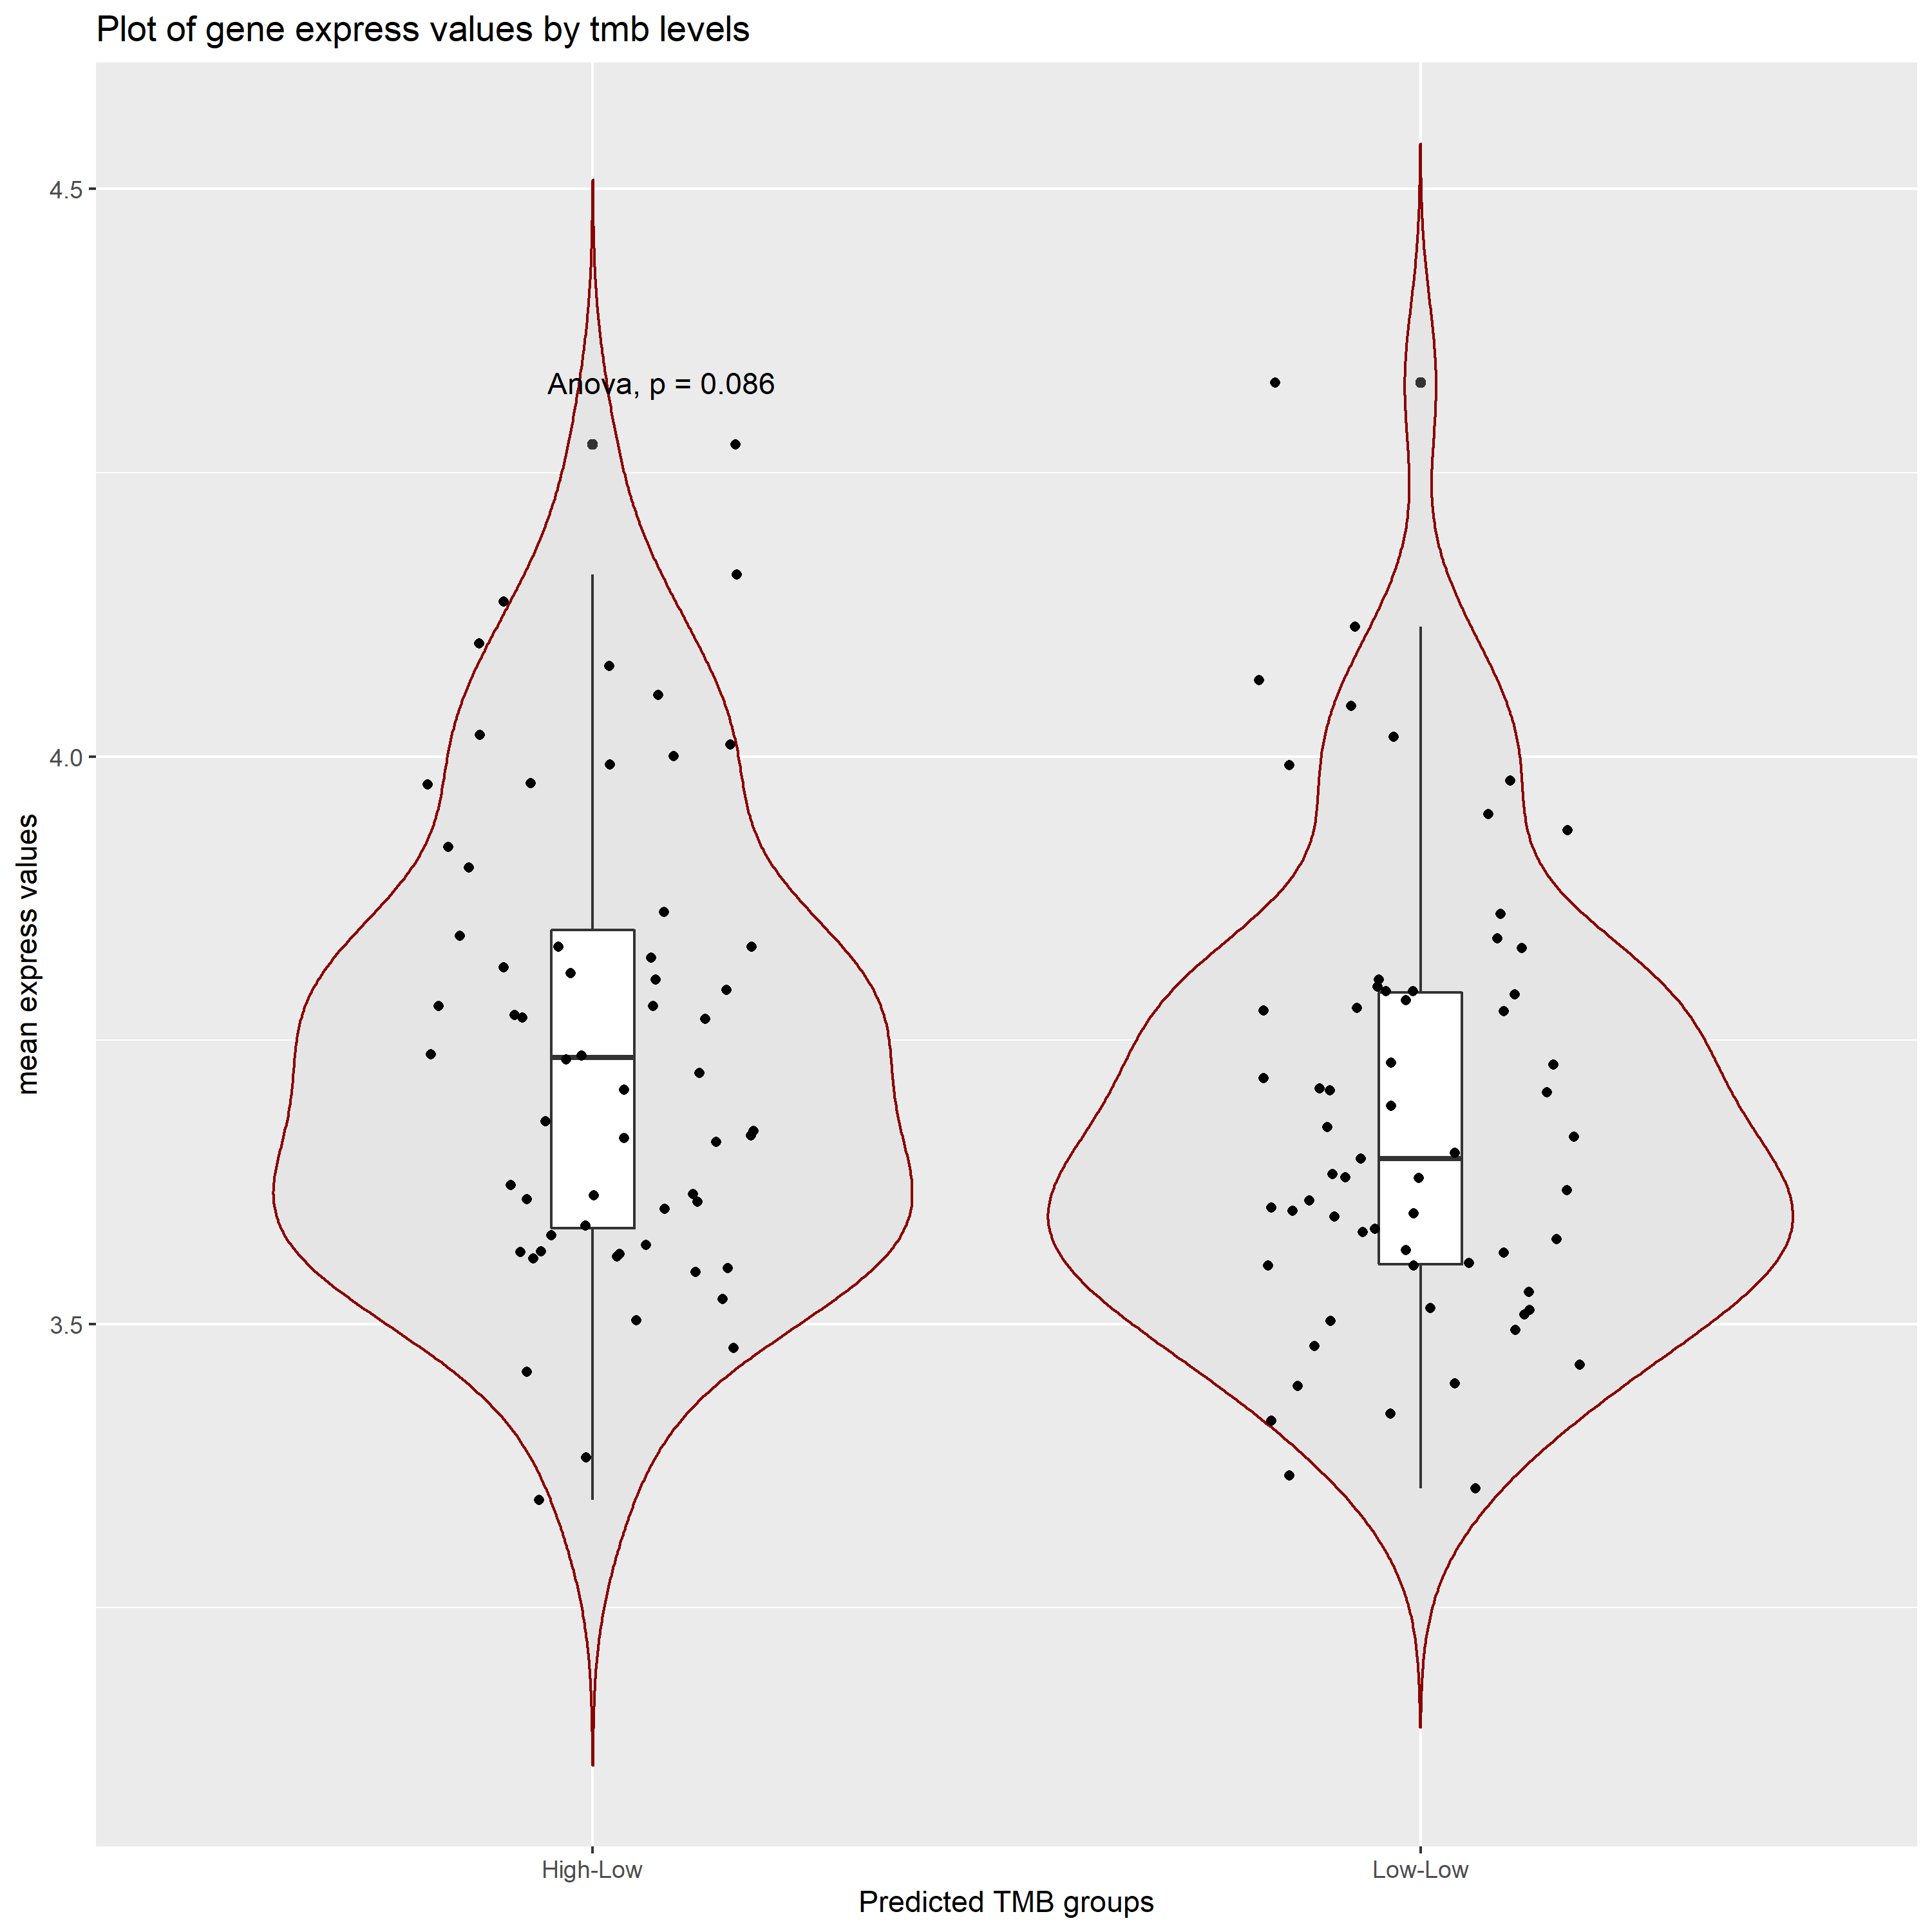 Plot of gene express values by tmb levels
4.5
Anova, p = 0.086
4.0
mean express values
3.5
High-Low
Low-Low
Predicted TMB groups